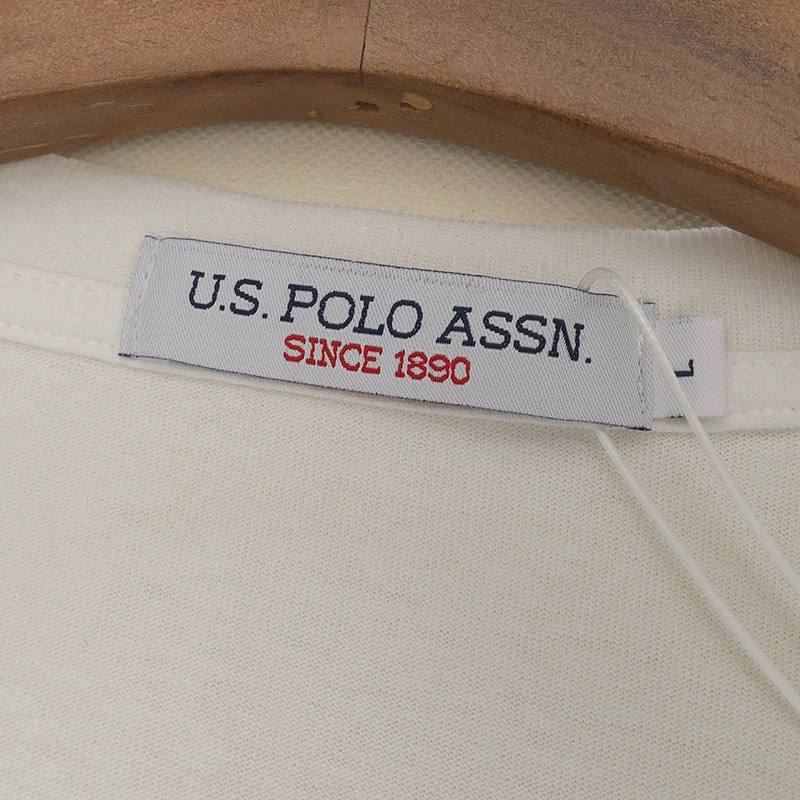 U.S. POLO ASSN.
SINCE 1890
L